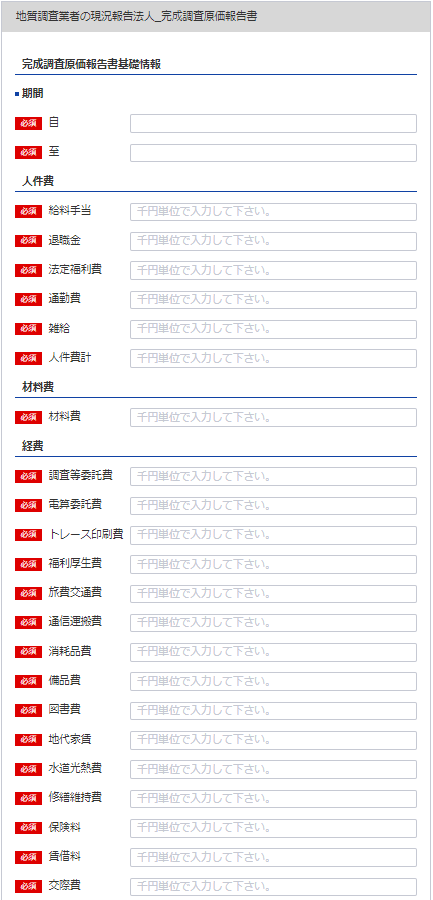 地質調査業者の現況報告法人_完成調査原価報告書
完成調査原価報告書基礎情報
期間
必須 自
必須 至
人件費
必須 給料手当 千円単位で入力して下さい。
必須 退職金 千円単位で入力して下さい。
必須 法定福利費 千円単位で入力して下さい。
必須 通勤費 千円単位で入力して下さい。
必須 雑給 千円単位で入力して下さい。
必須 人件費計 千円単位で入力して下さい。
材料費
必須 材料費 千円単位で入力して下さい。
経費
必須 調査等委託費 千円単位で入力して下さい。
必須 電算委託費 千円単位で入力して下さい。
必須 トレース印刷費 千円単位で入力して下さい。
必須 福利厚生費 千円単位で入力して下さい。
必須 旅費交通費 千円単位で入力して下さい。
必須 通信運搬費 千円単位で入力して下さい。
必須 消耗品費 千円単位で入力して下さい。
必須 備品費 千円単位で入力して下さい。
必須 図書費 千円単位で入力して下さい。
必須 地代家賃 千円単位で入力して下さい。
必須 水道光熱費 千円単位で入力して下さい。
必須 修繕維持費 千円単位で入力して下さい。
必須 保険料 千円単位で入力して下さい。
必須 賃借料 千円単位で入力して下さい。
必須 交際費 千円単位で入力して下さい。